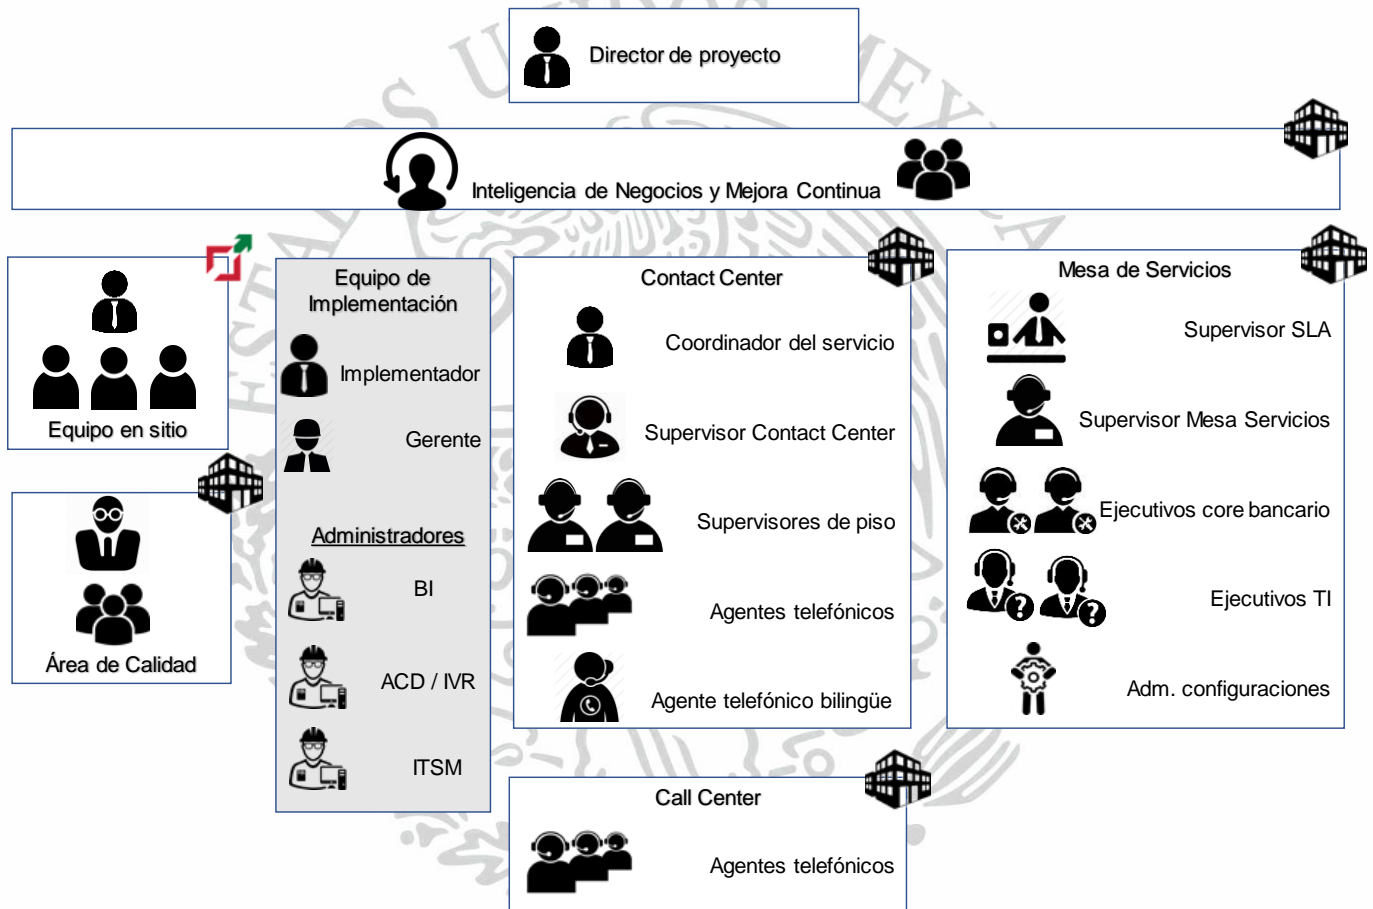 Director de proyecto
Inteligencia de Negocios y Mejora Continua
Equipo en sitio
Área de Calidad
Equipo de
Implementación
Implementador
Gerente
Administradores
BI
ACD / IVR
ITSM
Contact Center
Coordinador del servicio
Supervisor Contact Center
Supervisores de piso
Agentes telefónicos
Agente telefónico bilingüe
Mesa de Servicios
Supervisor SLA
Supervisor Mesa Servicios
Ejecutivos core bancario
Ejecutivos TI
Adm. configuraciones
Call Center
Agentes telefónicos